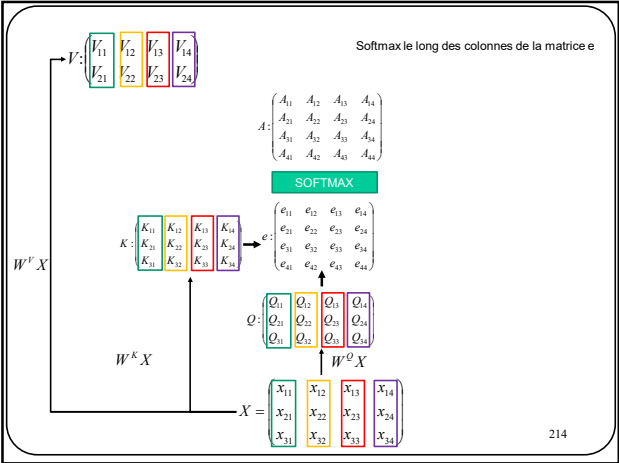 Softmax le long des colonnes de la matrice e
V: V11 V12 V13 V14
V21 V22 V23 V24
A: A11 A12 A13 A14
A21 A22 A23 A24
A31 A32 A33 A34
A41 A42 A43 A44
SOFTMAX
K: K11 K12 K13 K14
K21 K22 K23 K24
K31 K32 K33 K34
e: e11 e12 e13 e14
e21 e22 e23 e24
e31 e32 e33 e34
e41 e42 e43 e44
W^V X
Q: Q11 Q12 Q13 Q14
Q21 Q22 Q23 Q24
Q31 Q32 Q33 Q34
W^K X
W^Q X
X = x11 x12 x13 x14
x21 x22 x23 x24
x31 x32 x33 x34
214